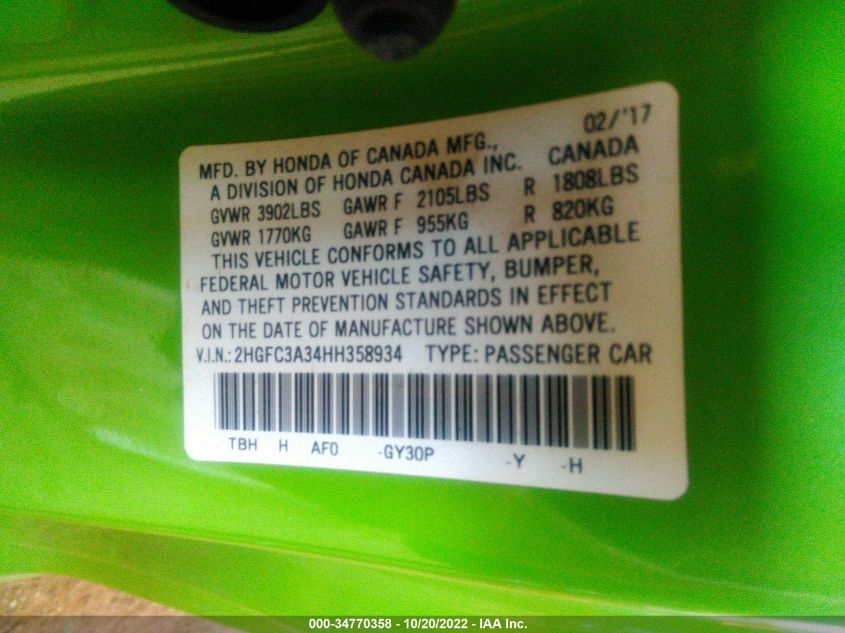 02/'17
MFD. BY HONDA OF CANADA MFG.,
A DIVISION OF HONDA CANADA INC. CANADA
GVWR 3902LBS GAWR F 2105LBS R 1808LBS
GVWR 1770KG GAWR F 955KG R 820KG
THIS VEHICLE CONFORMS TO ALL APPLICABLE
FEDERAL MOTOR VEHICLE SAFETY, BUMPER,
AND THEFT PREVENTION STANDARDS IN EFFECT
ON THE DATE OF MANUFACTURE SHOWN ABOVE.
V.I.N.: 2HGFC3A34HH358934 TYPE: PASSENGER CAR
TBH H AF0 -GY30P -Y -H
000-34770358 - 10/20/2022 - IAA Inc.